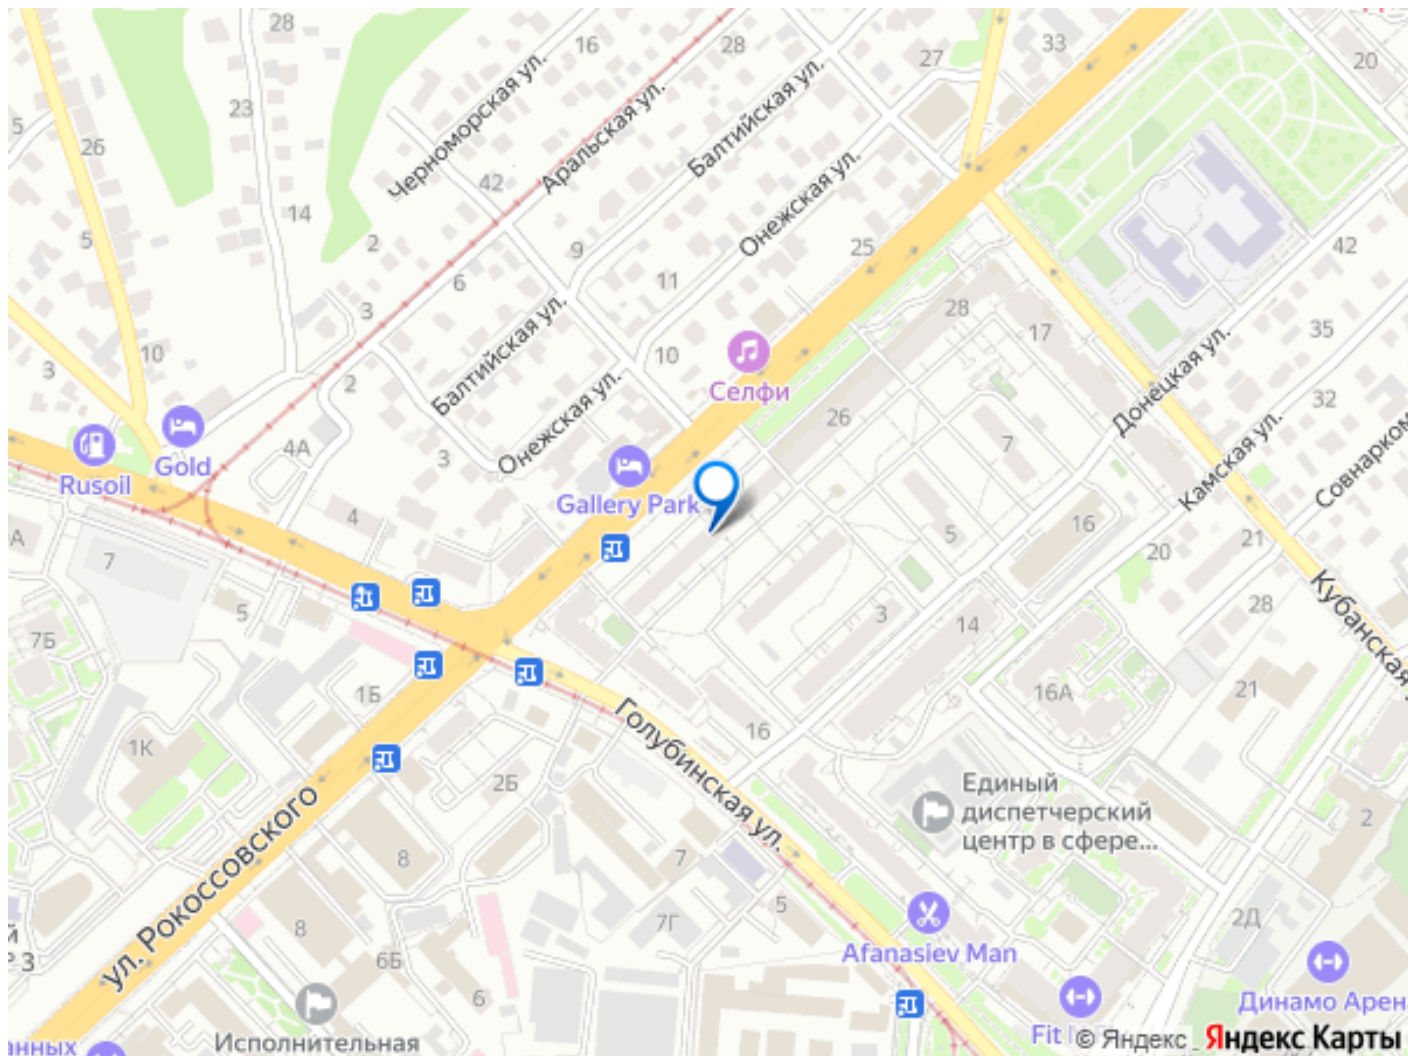 28
16
28
27
33
20
Черноморская ул.
Аральская ул.
Балтийская ул.
Онежская ул.
5
26
23
42
14
5
2
9
11
25
42
6
3
28
17
35
10
3
2
10
Селфи
26
7
32
Донецкая ул.
Камская ул.
Совнарком
Балтийская ул.
Онежская ул.
Rusoil
Gold
4А
3
Gallery Park
4
А
7
5
16
20
21
Кубанская у
5
3
14
28
7Б
1Б
16А
21
1К
16
Голубинская ул.
2Б
Единый
диспетчерский
центр в сфере...
2
ул. Рокоссовского
8
7
8
7Г
5
2Д
й
Р 3
6Б
6
Afanasiev Man
Динамо Арен
Исполнительная
анных
Fit
© Яндекс
Яндекс Карты